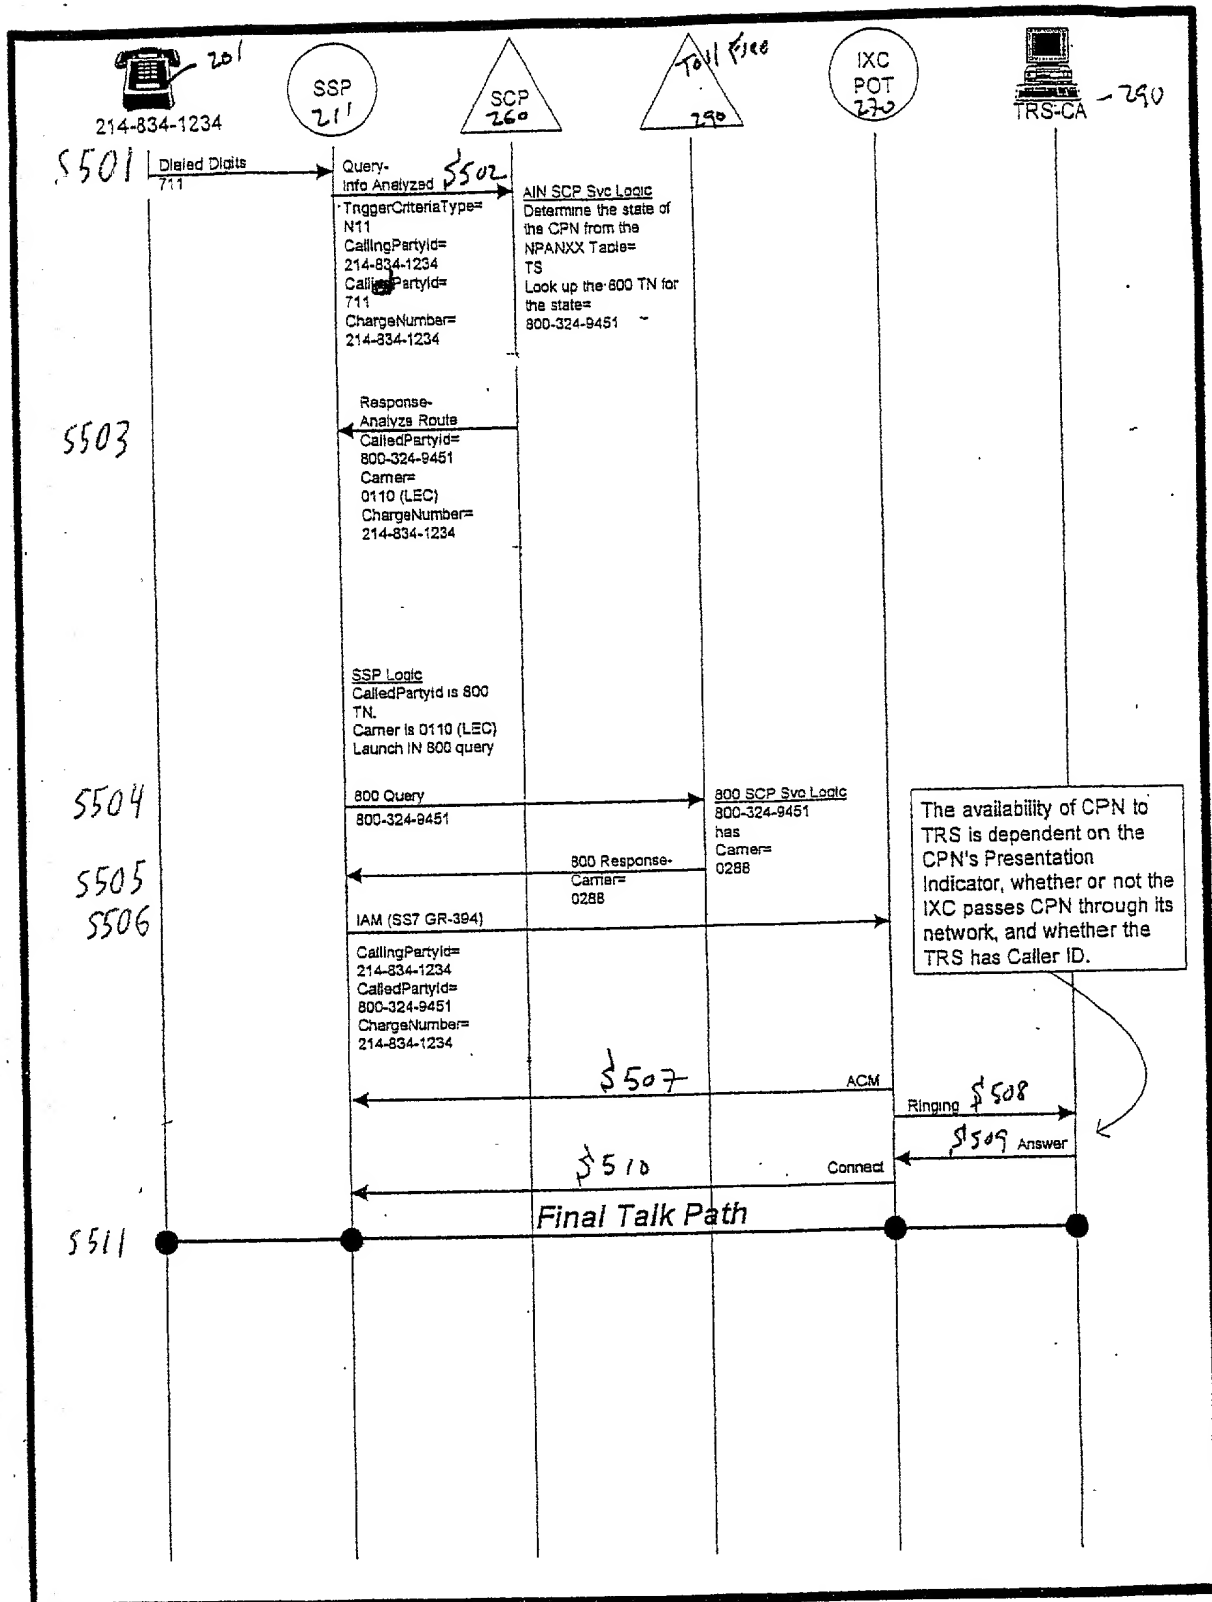 201
214-834-1234
SSP
211
SCP
260
Toll Free
290
IXC
POT
270
TRS-CA
290
S501
Dialed Digits
711
Query-
Info Analyzed
S502
TriggerCriteriaType=
N11
CallingPartyId=
214-834-1234
PartyId=
711
ChargeNumber=
214-834-1234
AIN SCP Svc Logic
Determine the state of
the CPN from the
NPANXX Table=
TS
Look up the 800 TN for
the state=
800-324-9451
S503
Response-
Analyze Route
CalledPartyId=
800-324-9451
Carrier=
0110 (LEC)
ChargeNumber=
214-834-1234
SSP Logic
CalledPartyId is 800
TN.
Carrier is 0110 (LEC)
Launch IN 800 query
S504
800 Query
800-324-9451
800 SCP Svc Logic
800-324-9451
has
Carrier=
0288
S505
800 Response-
Carrier=
0288
S506
IAM (SS7 GR-394)
CallingPartyId=
214-834-1234
CalledPartyId=
800-324-9451
ChargeNumber=
214-834-1234
The availability of CPN to
TRS is dependent on the
CPN's Presentation
Indicator, whether or not the
IXC passes CPN through its
network, and whether the
TRS has Caller ID.
S507
ACM
Ringing
S508
S509
Answer
S510
Connect
Final Talk Path
S511